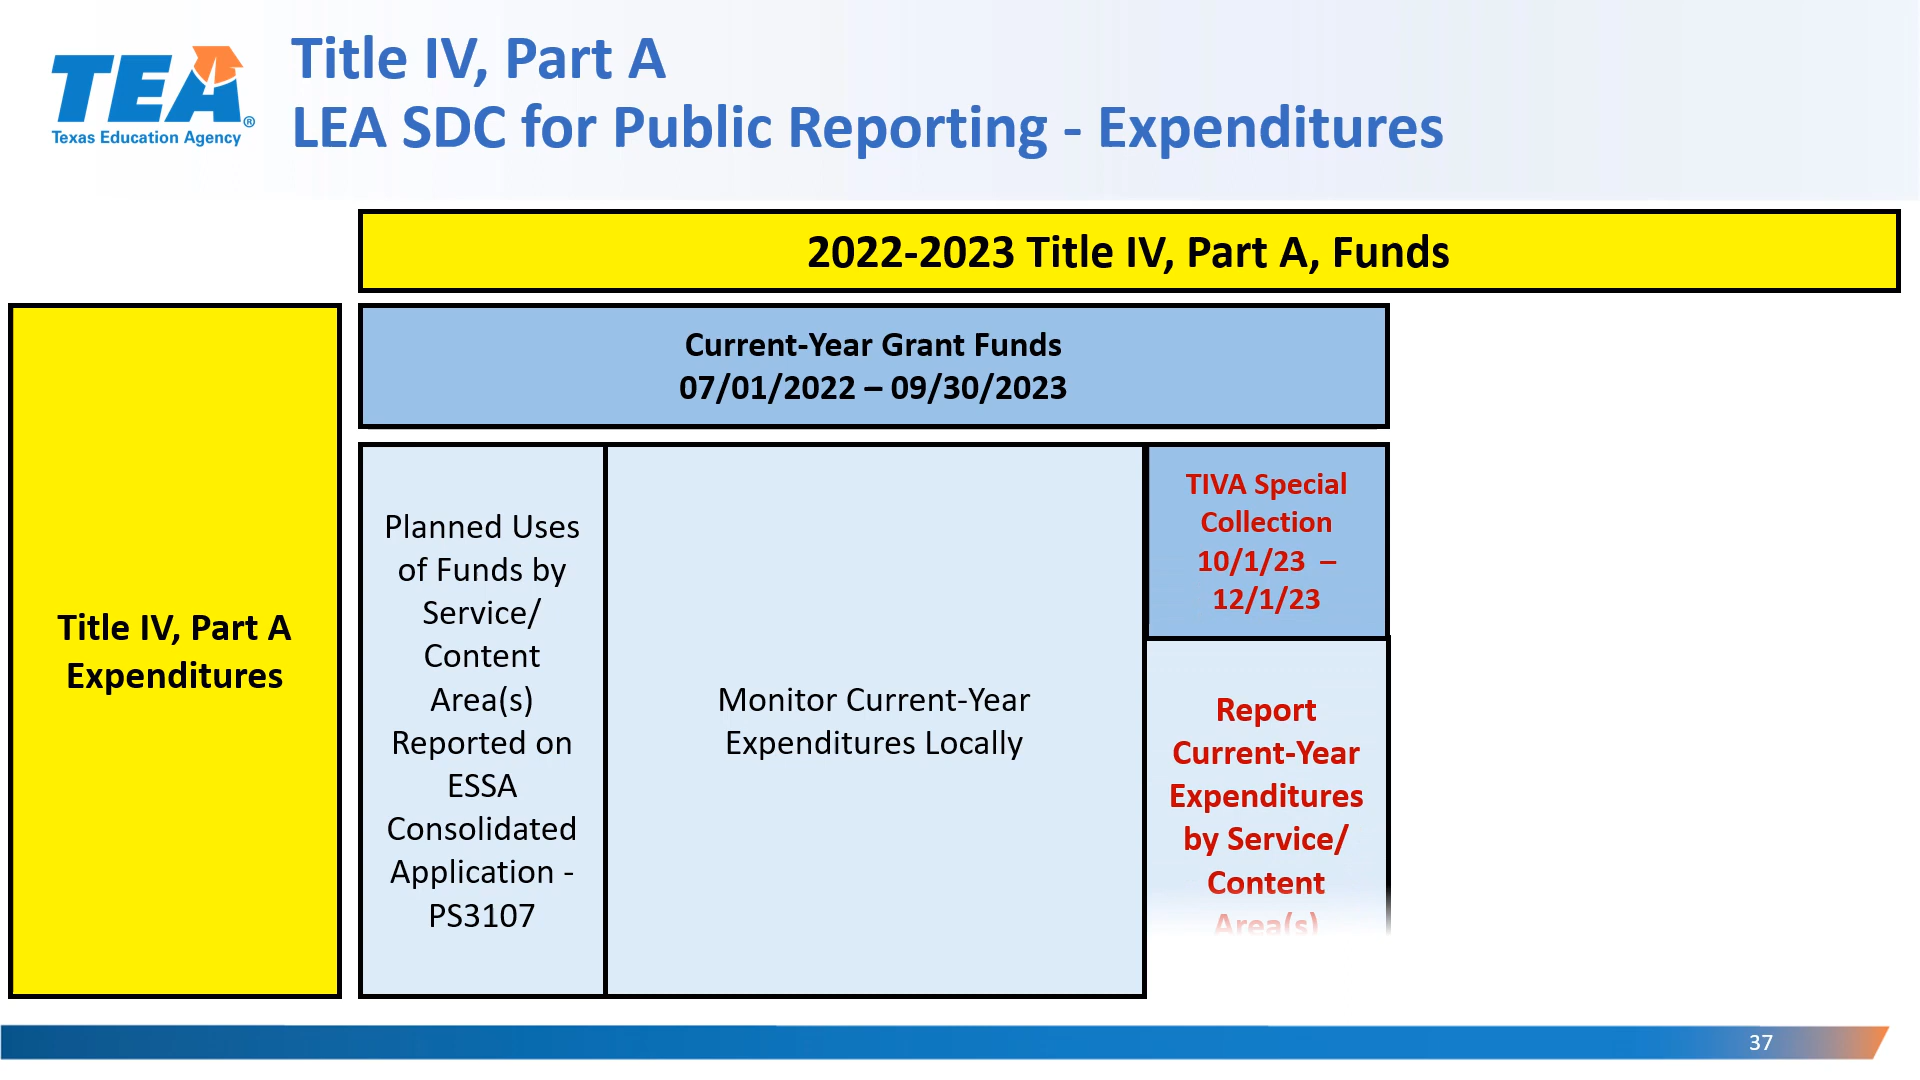 TEA®
Texas Education Agency
Title IV, Part A
LEA SDC for Public Reporting - Expenditures
2022-2023 Title IV, Part A, Funds
Title IV, Part A
Expenditures
Current-Year Grant Funds
07/01/2022 – 09/30/2023
Planned Uses
of Funds by
Service/
Content
Area(s)
Reported on
ESSA
Consolidated
Application -
PS3107
Monitor Current-Year
Expenditures Locally
TIVA Special
Collection
10/1/23 –
12/1/23
Report
Current-Year
Expenditures
by Service/
Content
Area(s)
37